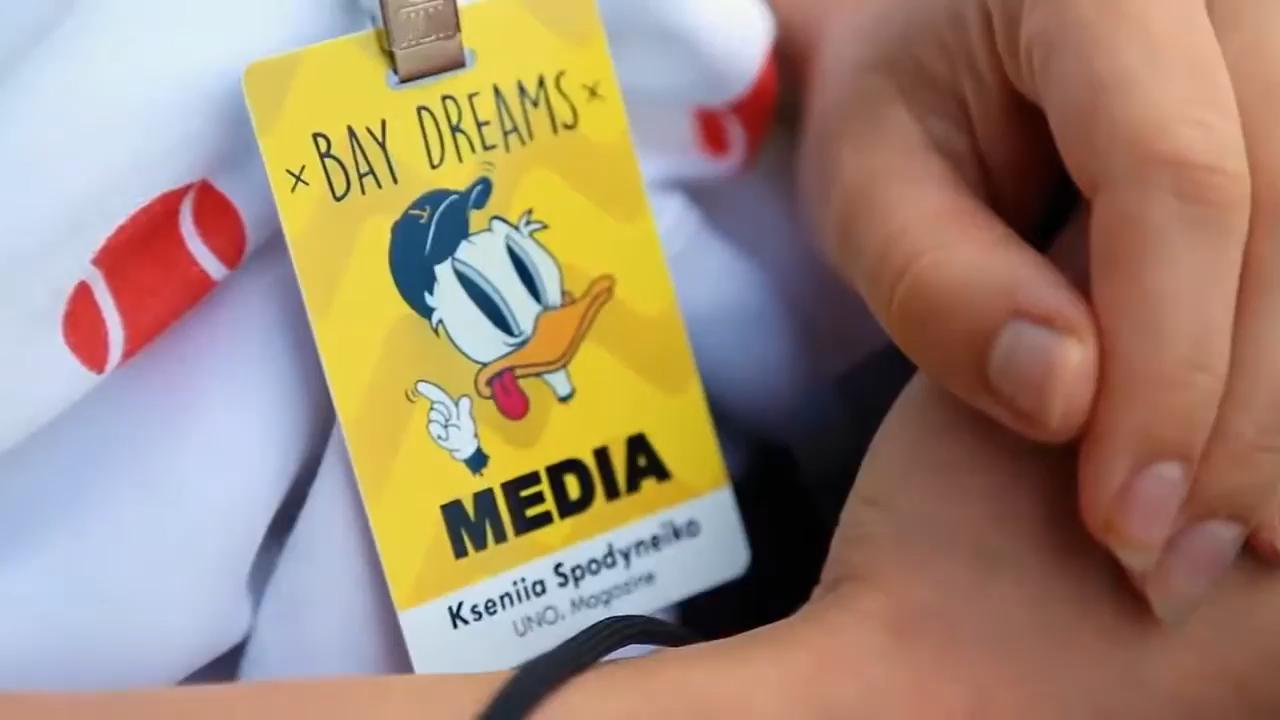 × BAY DREAMS ×
MEDIA
Kseniia Spodyneiko
UNO, Magazine